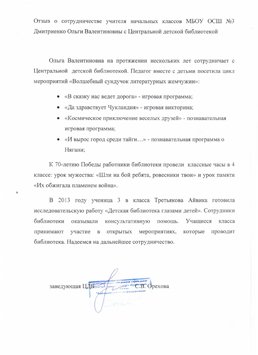 Отзыв о сотрудничестве учителя начальных классов МБОУ ОСШ №3
Дмитриенко Ольги Валентиновны с Центральной детской библиотекой
Ольга Валентиновна на протяжении нескольких лет сотрудничает с
Центральной детской библиотекой. Педагог вместе с детьми посетили цикл
мероприятий «Волшебный сундучок литературных жемчужин»:
• «В сказку нас ведет дорога» - игровая программа;
• «Да здравствует Чукландия» - игровая викторина;
• «Космическое приключение веселых друзей» - познавательная
игровая программа;
• «И вырос город среди тайги…» - познавательная программа о
Нягани;
К 70-летию Победы работники библиотеки провели классные часы в 4
классе: урок мужества: «Шли на бой ребята, ровесники твои» и урок памяти
«Их обжигала пламенем война».
В 2013 году ученица 3 в класса Третьякова Айвика готовила
исследовательскую работу «Детская библиотека глазами детей». Сотрудники
библиотеки оказывали консультативную помощь. Учащиеся класса
принимают участие в открытых мероприятиях, которые проводит
библиотека. Надеемся на дальнейшее сотрудничество.
заведующая ЦДБ С.В. Орехова